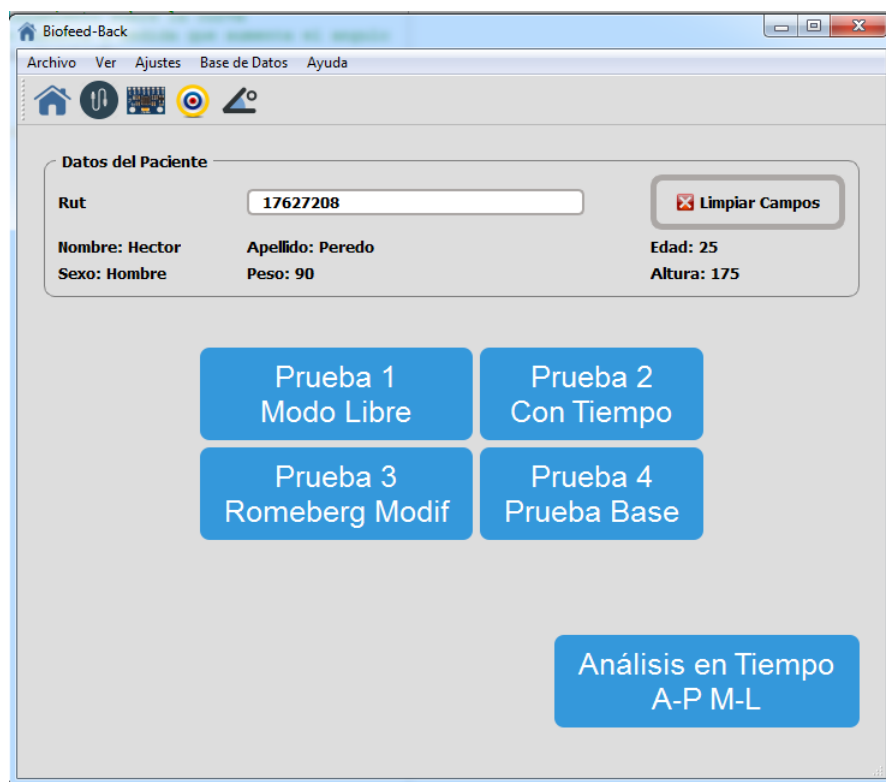 Biofeed-Back
Archivo Ver Ajustes Base de Datos Ayuda
Datos del Paciente
Rut 17627208 Limpiar Campos
Nombre: Hector Apellido: Peredo Edad: 25
Sexo: Hombre Peso: 90 Altura: 175
Prueba 1
Modo Libre
Prueba 2
Con Tiempo
Prueba 3
Romeberg Modif
Prueba 4
Prueba Base
Análisis en Tiempo
A-P M-L